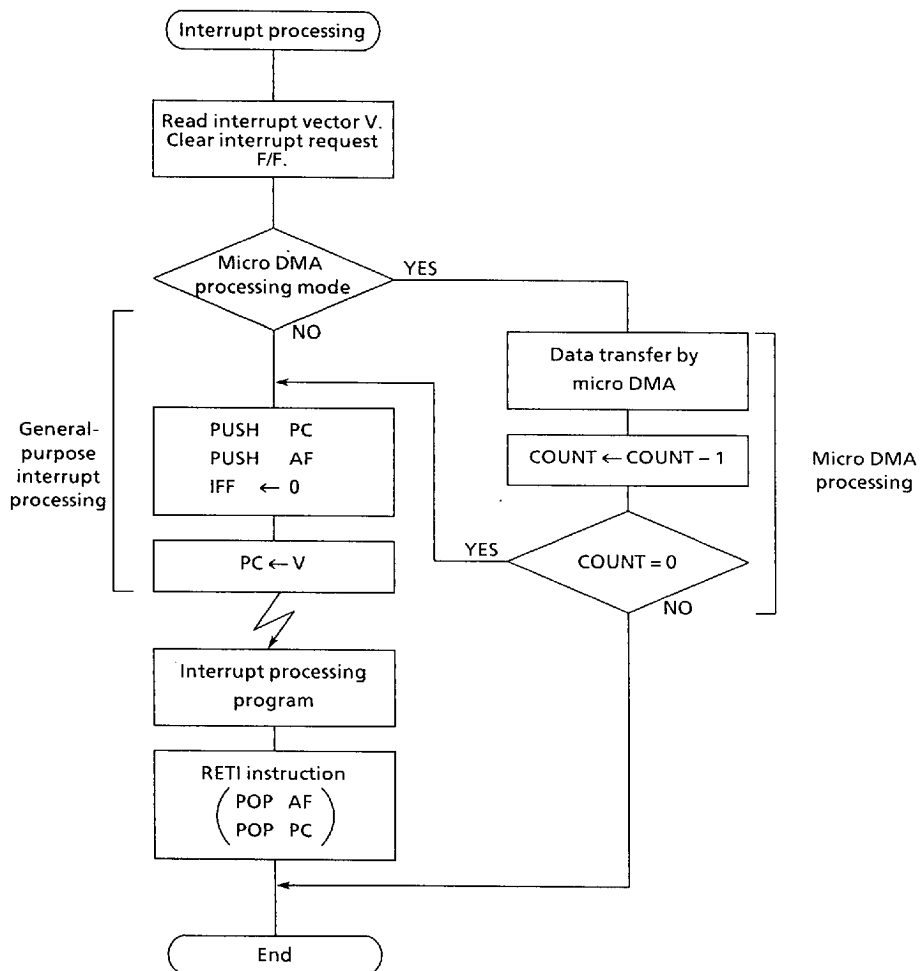 Interrupt processing
Read interrupt vector V.
Clear interrupt request
F/F.
Micro DMA
processing mode
YES
NO
Data transfer by
micro DMA
COUNT ← COUNT – 1
Micro DMA
processing
COUNT = 0
YES
NO
General-
purpose
interrupt
processing
PUSH PC
PUSH AF
IFF ← 0
PC ← V
Interrupt processing
program
RETI instruction
( POP AF
POP PC )
End